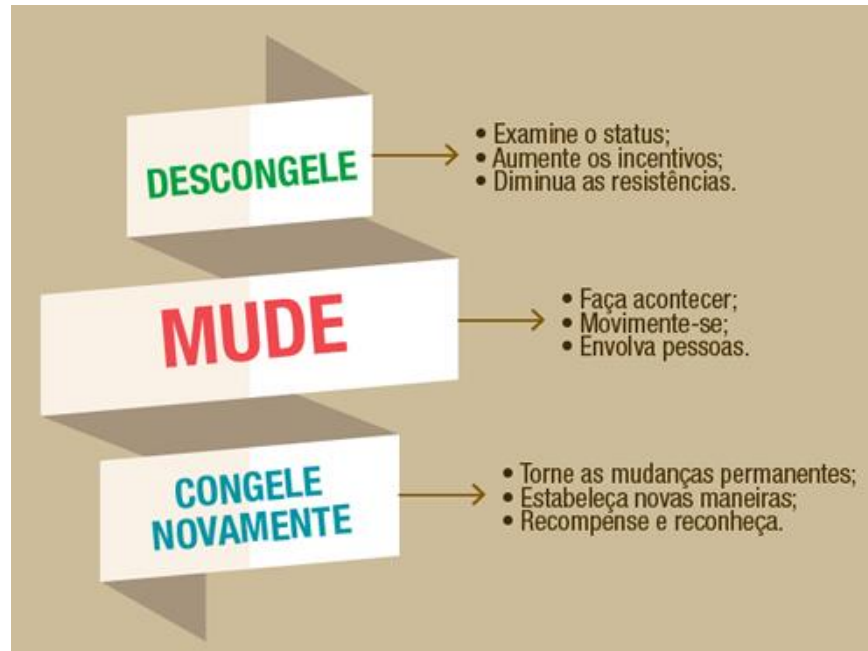 DESCONGELE
• Examine o status;
• Aumente os incentivos;
• Diminua as resistências.
MUDE
• Faça acontecer;
• Movimente-se;
• Envolva pessoas.
CONGELE
NOVAMENTE
• Torne as mudanças permanentes;
• Estabeleça novas maneiras;
• Recompense e reconheça.